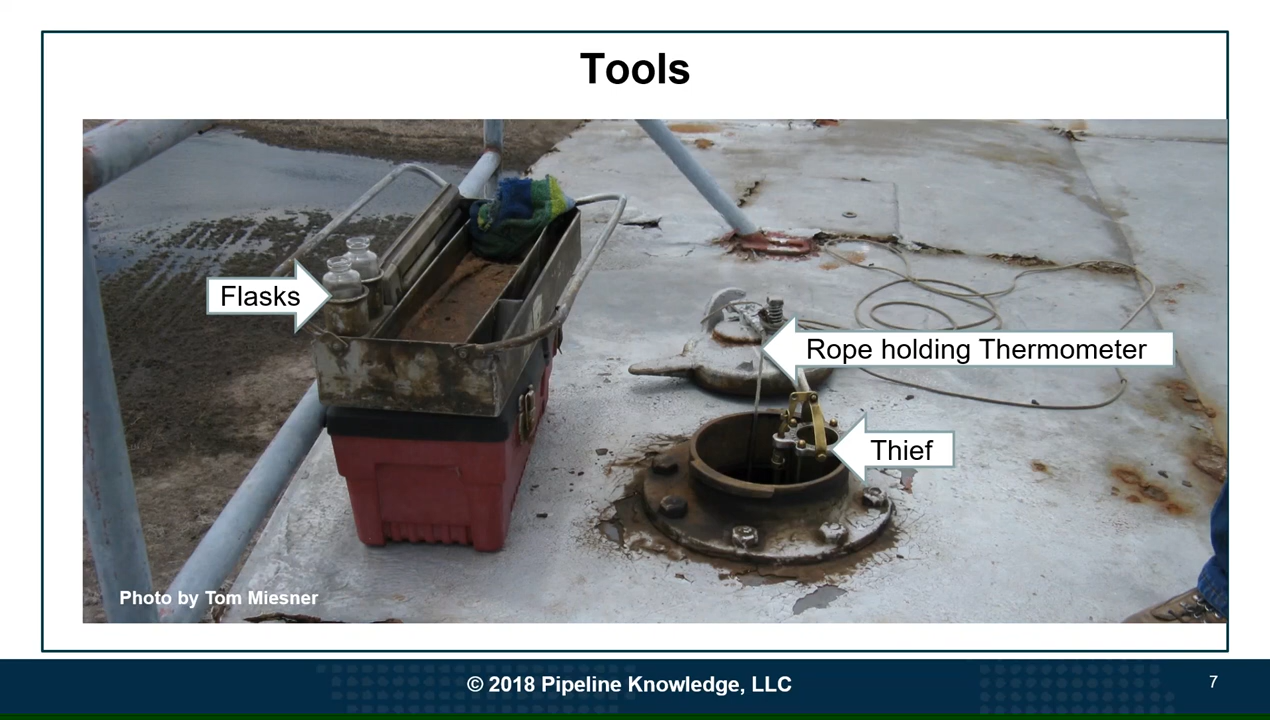 Tools
Flasks
Rope holding Thermometer
Thief
Photo by Tom Miesner
© 2018 Pipeline Knowledge, LLC
7